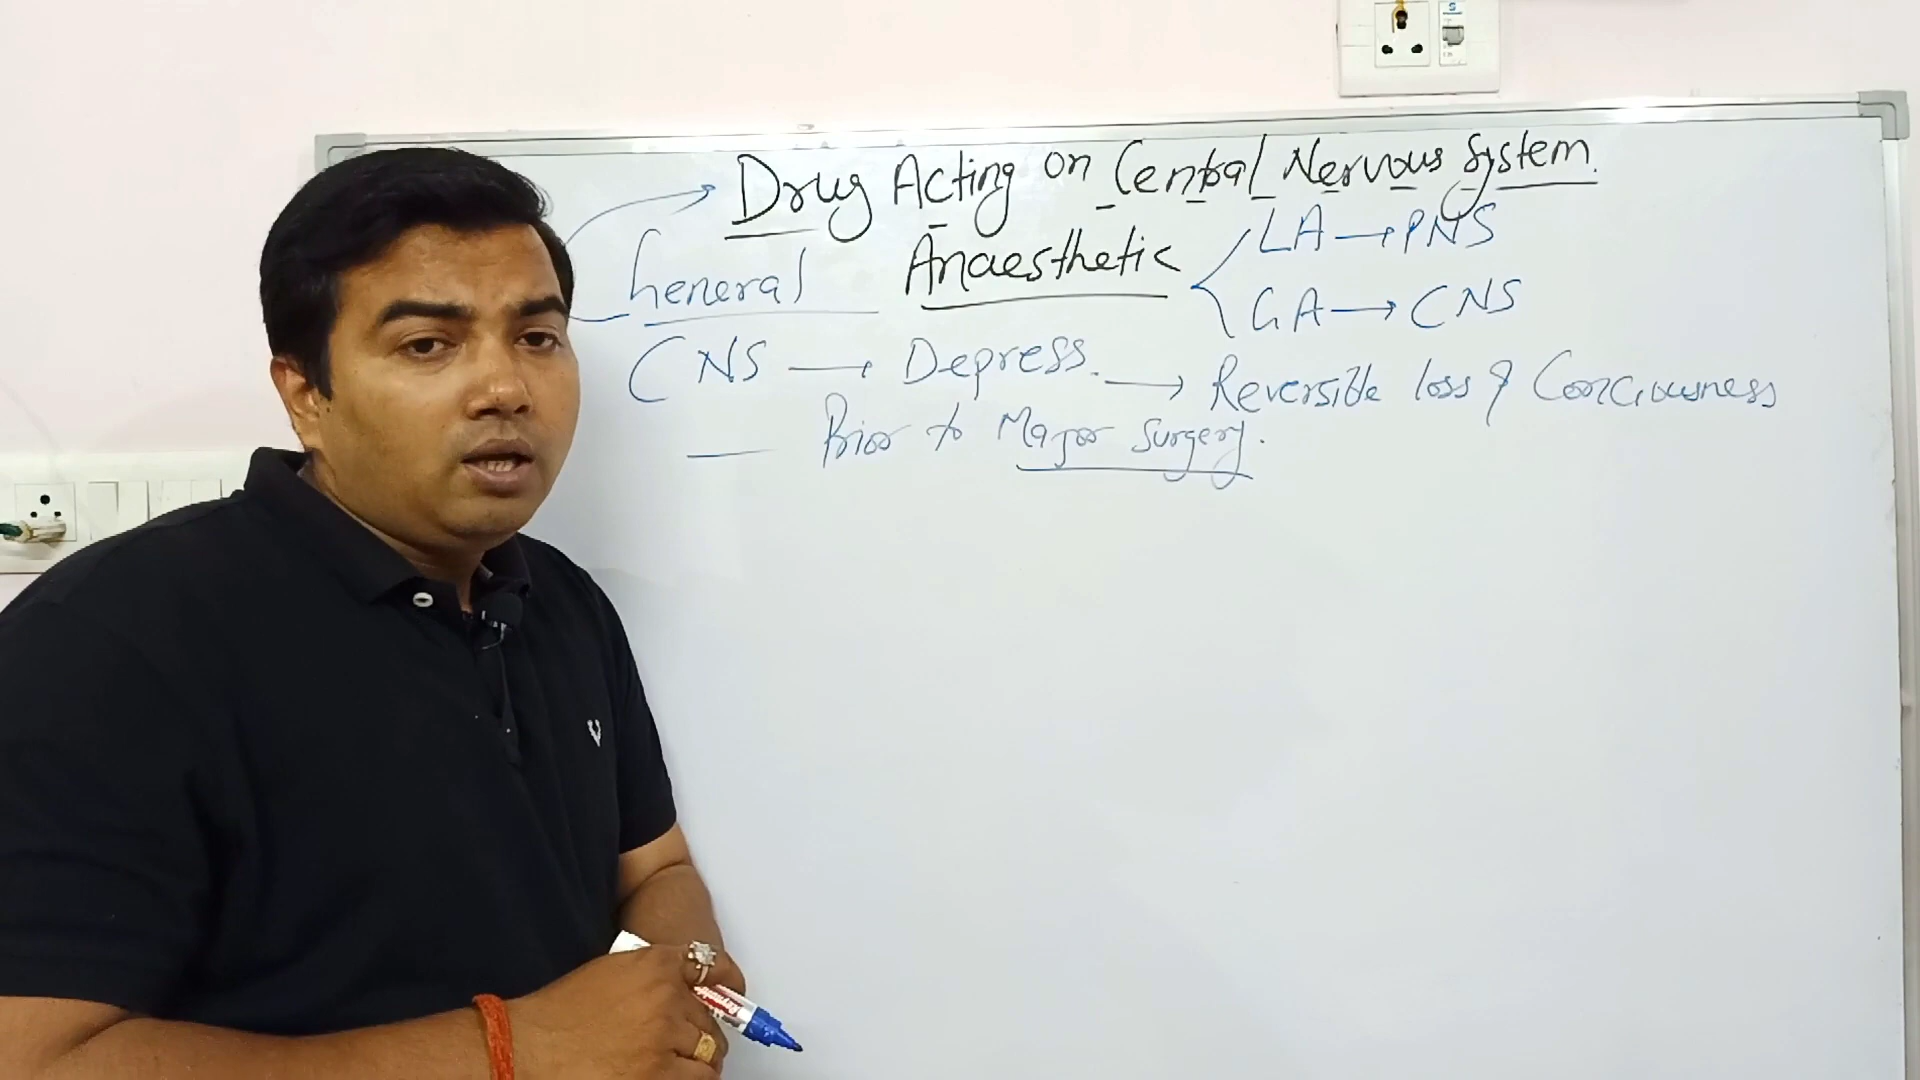 Drug Acting on Central Nervous System.
General Anaesthetic
LA → PNS
GA → CNS
CNS → Depress. → Reversible loss of Conciousness
— Prior to Major Surgery.
Reynolds